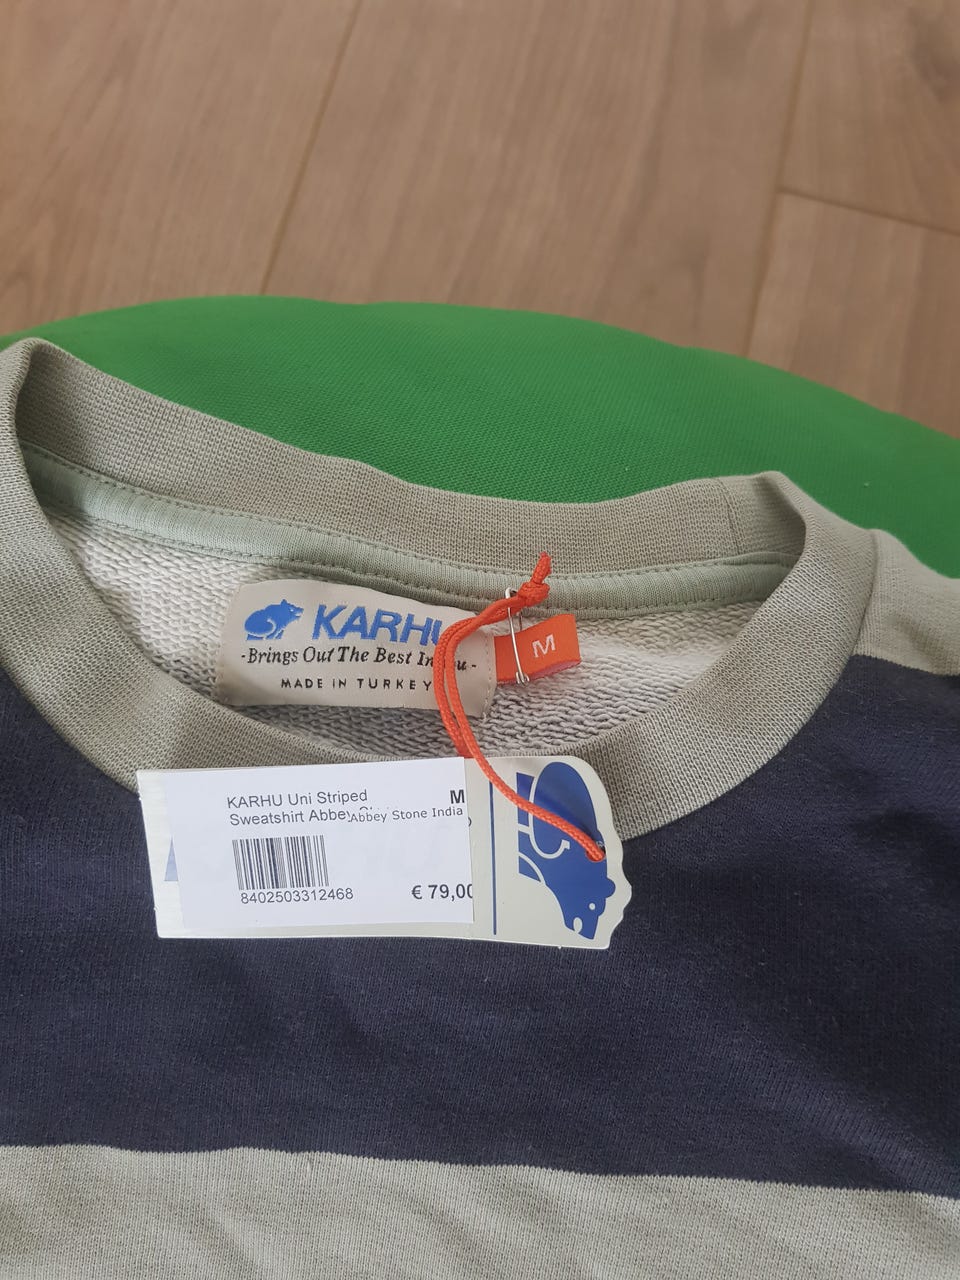 KARHU
-Brings Out The Best In
MADE IN TURKEY
M
KARHU Uni Striped
M
Sweatshirt Abbey
Abbey Stone India
8402503312468
€ 79,00